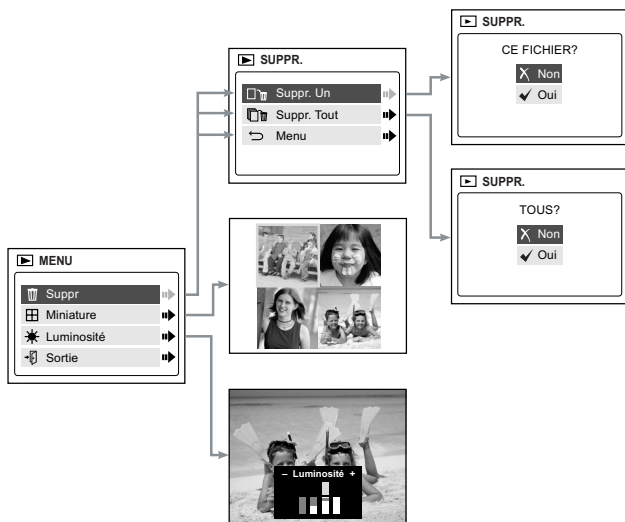 SUPPR.
Suppr. Un
Suppr. Tout
Menu
SUPPR.
CE FICHIER?
Non
Oui
SUPPR.
TOUS?
Non
Oui
MENU
Suppr
Miniature
Luminosité
Sortie
– Luminosité +